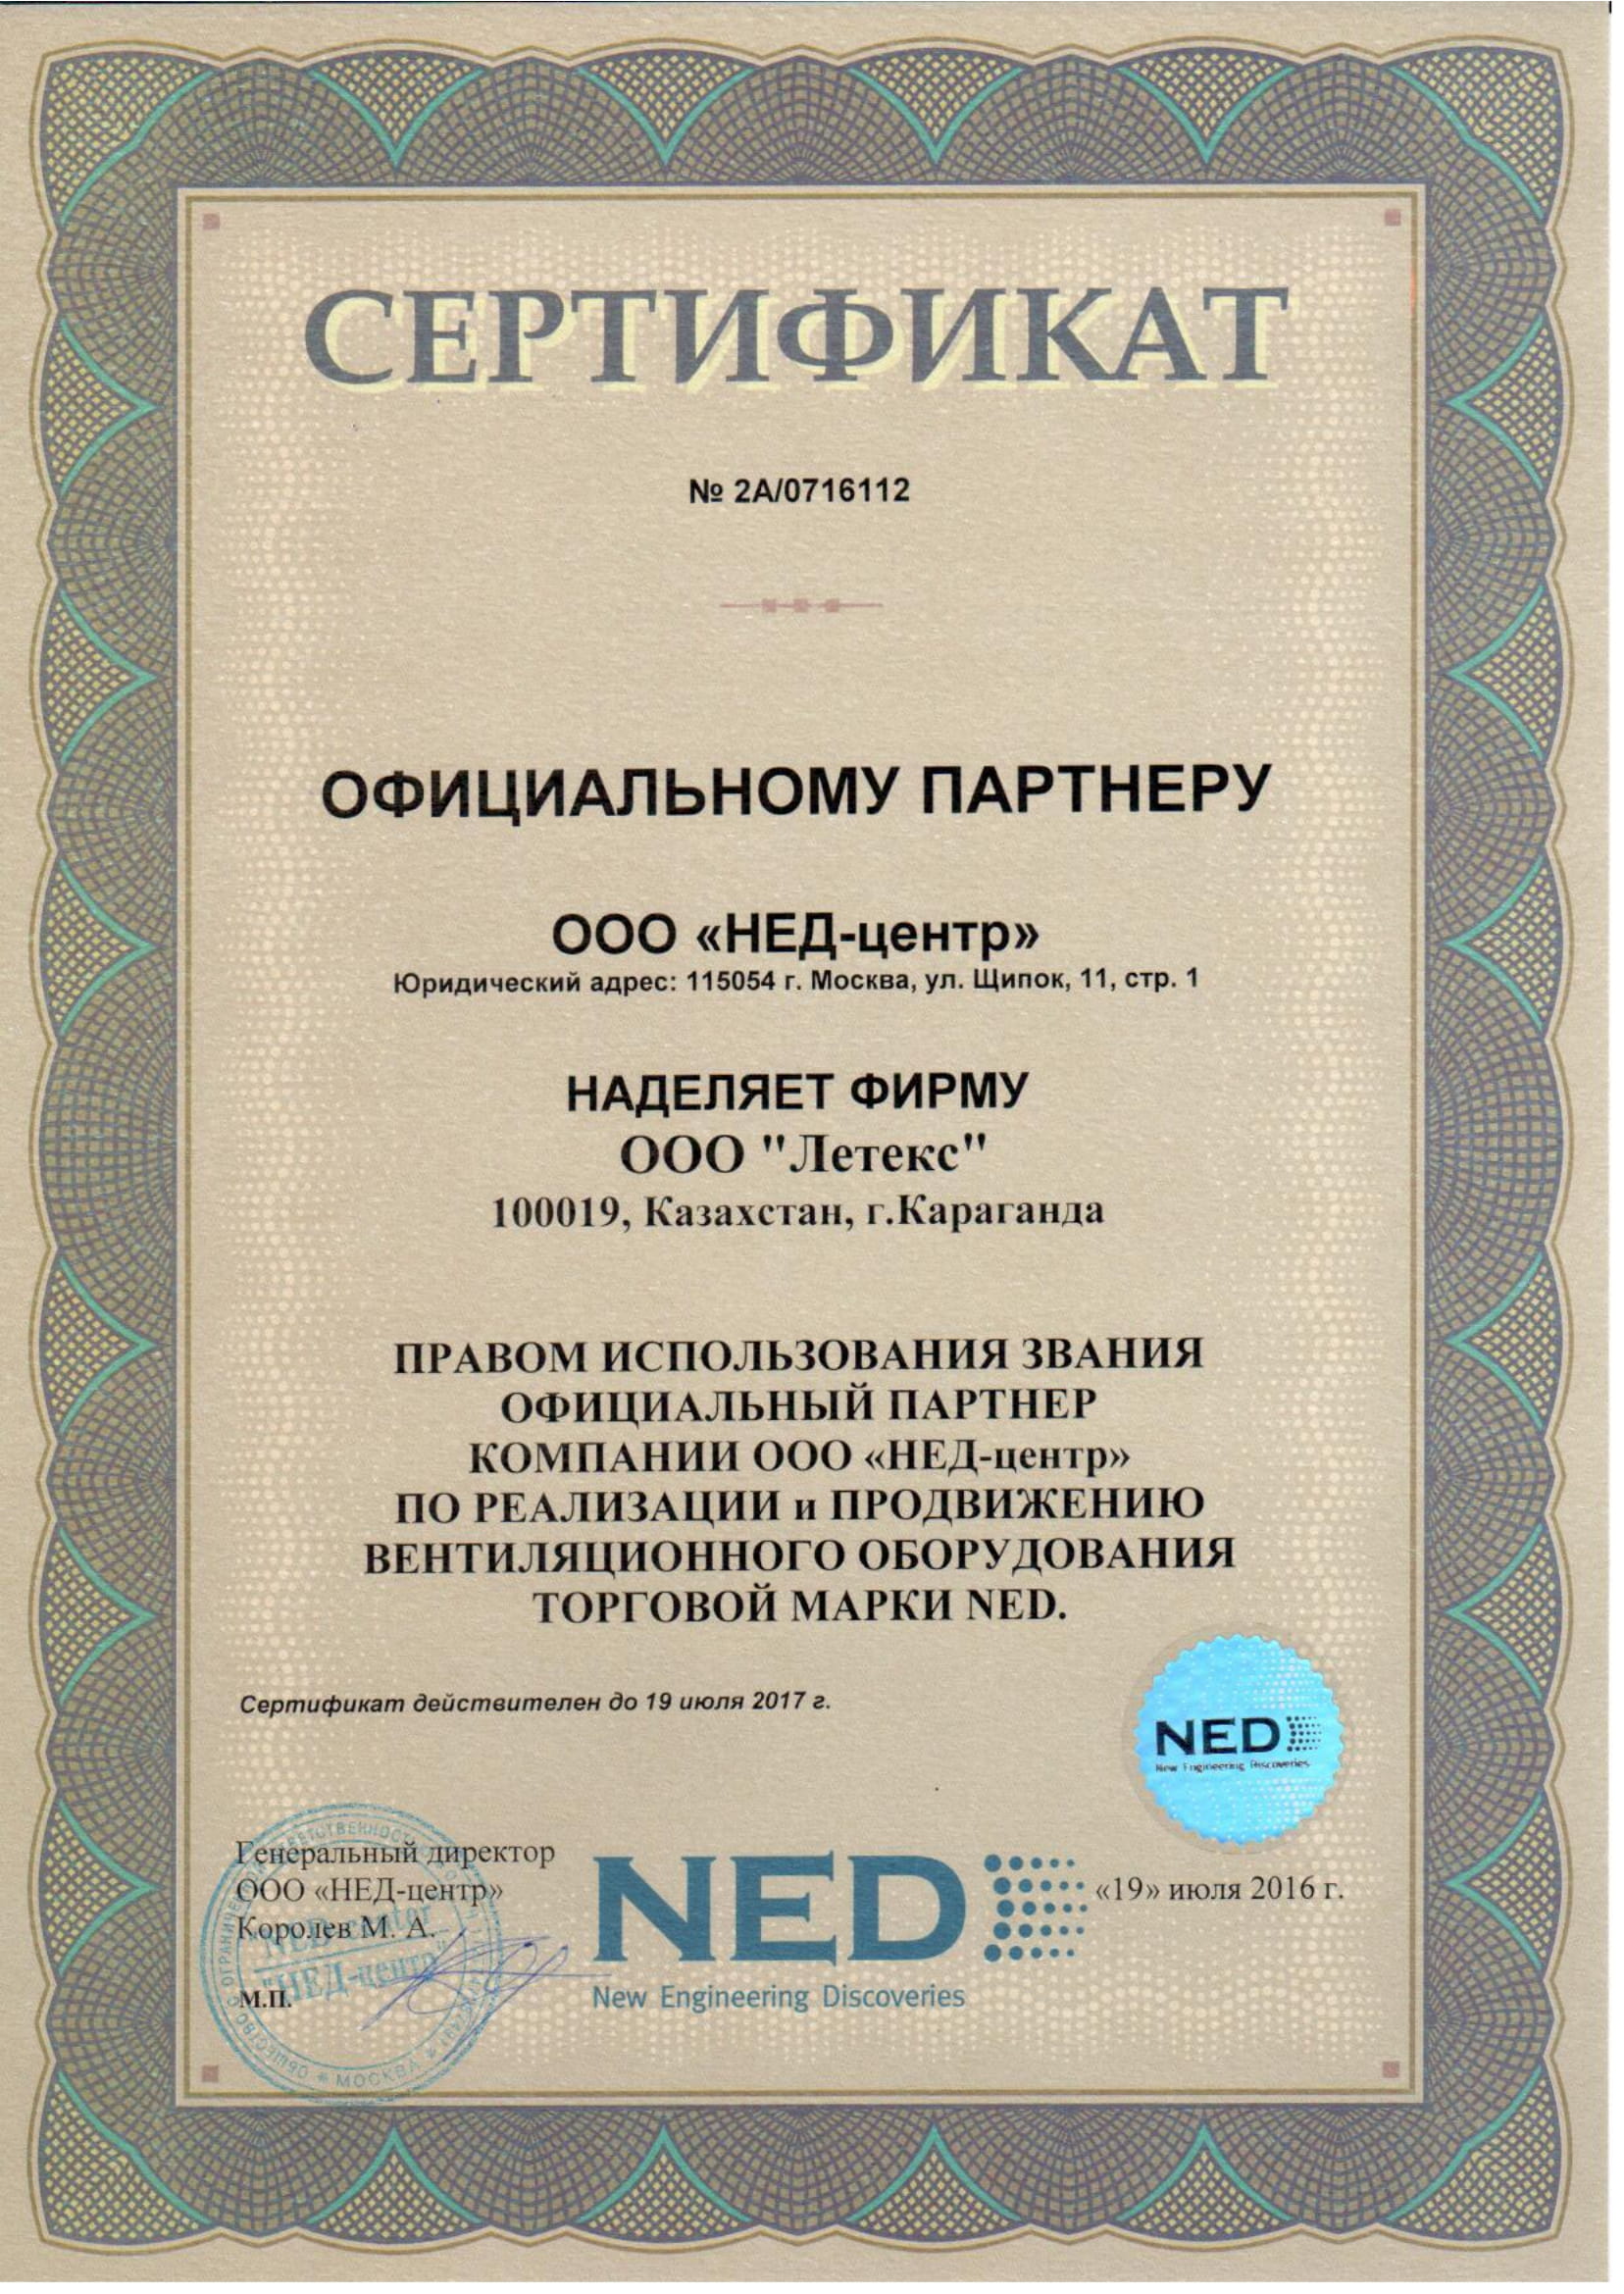 СЕРТИФИКАТ
№ 2А/0716112
ОФИЦИАЛЬНОМУ ПАРТНЕРУ
ООО «НЕД-центр»
Юридический адрес: 115054 г. Москва, ул. Щипок, 11, стр. 1
НАДЕЛЯЕТ ФИРМУ
ООО "Летекс"
100019, Казахстан, г.Караганда
ПРАВОМ ИСПОЛЬЗОВАНИЯ ЗВАНИЯ
ОФИЦИАЛЬНЫЙ ПАРТНЕР
КОМПАНИИ ООО «НЕД-центр»
ПО РЕАЛИЗАЦИИ и ПРОДВИЖЕНИЮ
ВЕНТИЛЯЦИОННОГО ОБОРУДОВАНИЯ
ТОРГОВОЙ МАРКИ NED.
Сертификат действителен до 19 июля 2017 г.
NED
New Engineering Discoveries
Генеральный директор
ООО «НЕД-центр»
Королев М. А.
М.П.
"НЕД-центр"
МОСКВА
NED
New Engineering Discoveries
«19» июля 2016 г.